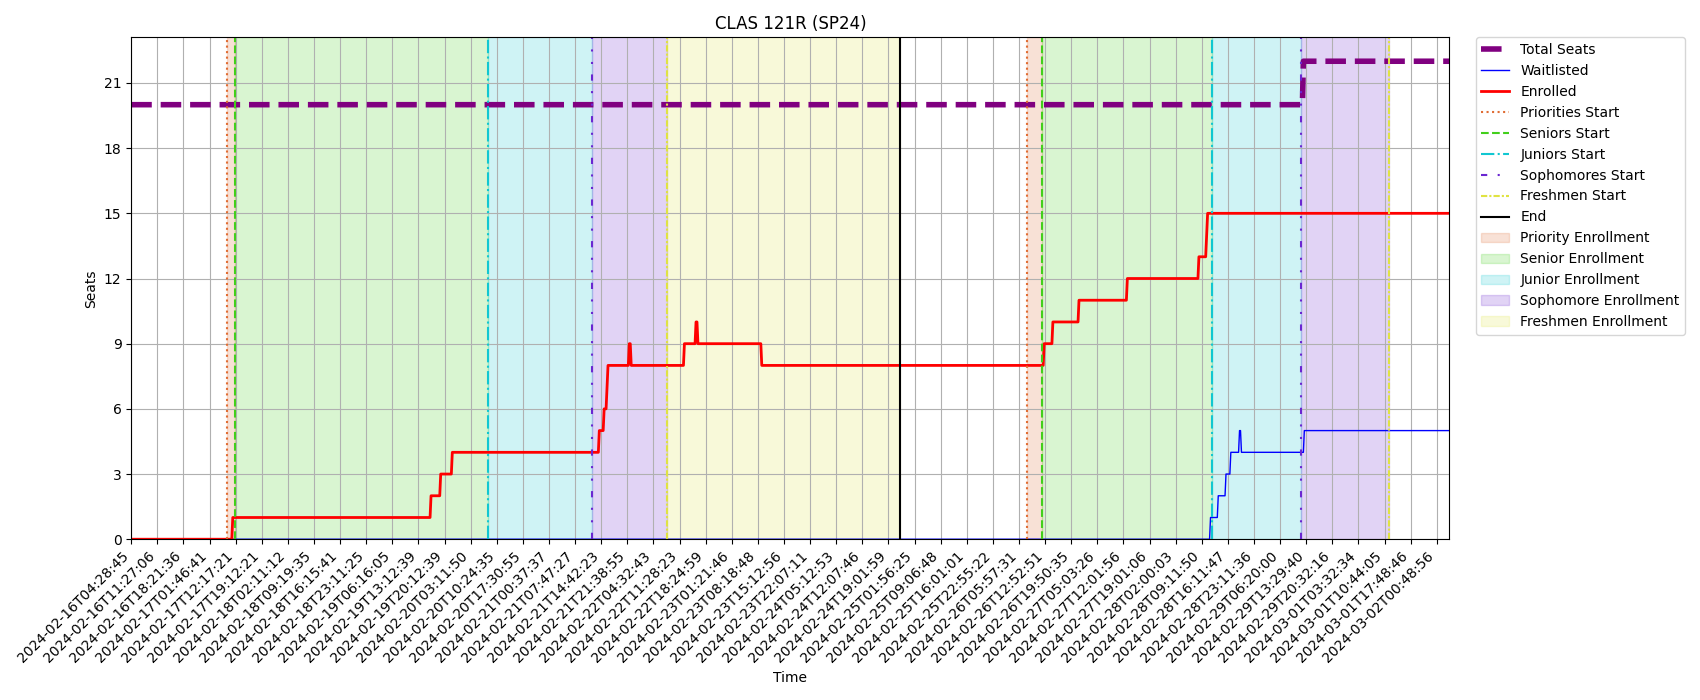 CLAS 121R (SP24)
Seats
21
18
15
12
9
6
3
0
2024-02-16T04:28:45
2024-02-16T11:27:06
2024-02-16T18:21:36
2024-02-17T01:46:41
2024-02-17T12:17:21
2024-02-17T19:12:21
2024-02-18T02:11:12
2024-02-18T09:19:35
2024-02-18T16:15:41
2024-02-18T23:11:25
2024-02-19T06:16:05
2024-02-19T13:12:39
2024-02-19T20:12:39
2024-02-20T03:11:50
2024-02-20T10:24:35
2024-02-20T17:30:55
2024-02-21T00:37:37
2024-02-21T07:47:27
2024-02-21T14:42:23
2024-02-21T21:38:55
2024-02-22T04:32:43
2024-02-22T11:28:23
2024-02-22T18:24:59
2024-02-23T01:21:46
2024-02-23T08:18:48
2024-02-23T15:12:56
2024-02-23T22:07:11
2024-02-24T05:12:53
2024-02-24T12:07:46
2024-02-24T19:01:59
2024-02-25T01:56:25
2024-02-25T09:06:48
2024-02-25T16:01:01
2024-02-25T22:55:22
2024-02-26T05:57:31
2024-02-26T12:52:51
2024-02-26T19:50:35
2024-02-27T05:03:26
2024-02-27T12:01:56
2024-02-27T19:01:06
2024-02-28T02:00:03
2024-02-28T09:11:50
2024-02-28T16:11:47
2024-02-28T23:11:36
2024-02-29T06:20:00
2024-02-29T13:29:40
2024-02-29T20:32:16
2024-03-01T03:32:34
2024-03-01T10:44:05
2024-03-01T17:48:46
2024-03-02T00:48:56
Time
Total Seats
Waitlisted
Enrolled
Priorities Start
Seniors Start
Juniors Start
Sophomores Start
Freshmen Start
End
Priority Enrollment
Senior Enrollment
Junior Enrollment
Sophomore Enrollment
Freshmen Enrollment